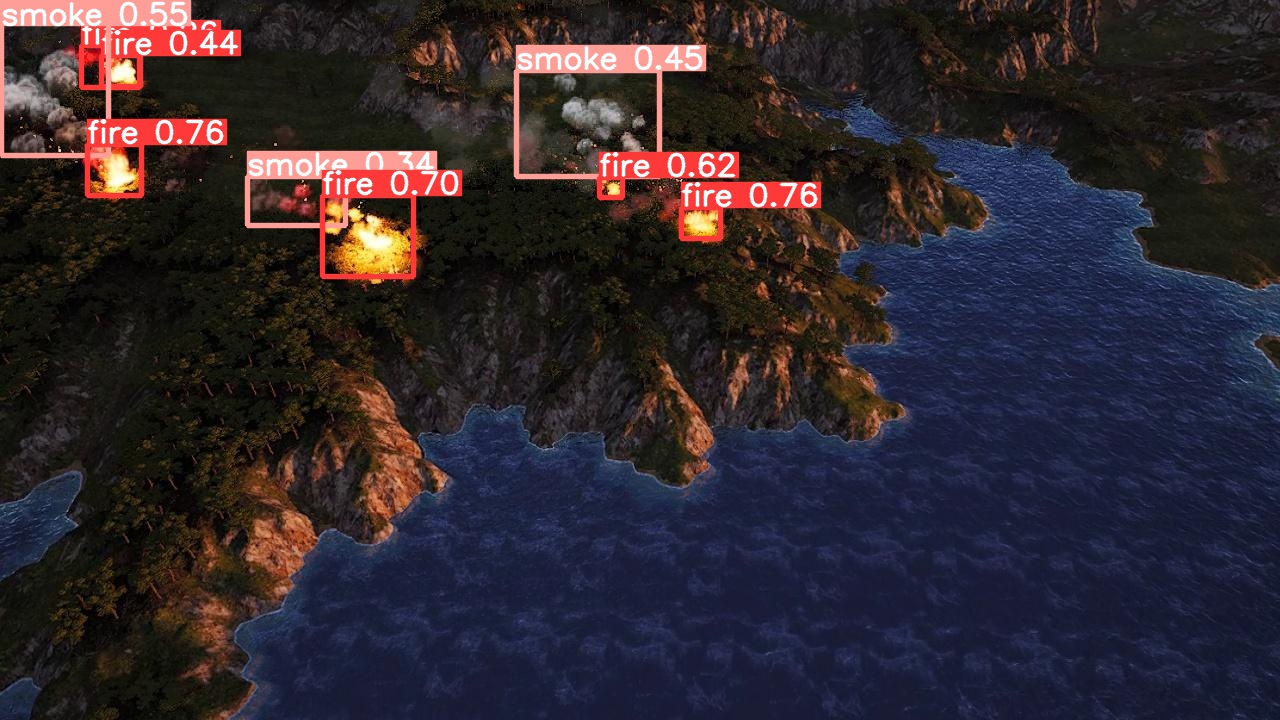 smoke 0.55
fire 0.44
smoke 0.45
fire 0.76
smoke 0.34
fire 0.62
fire 0.70
fire 0.76